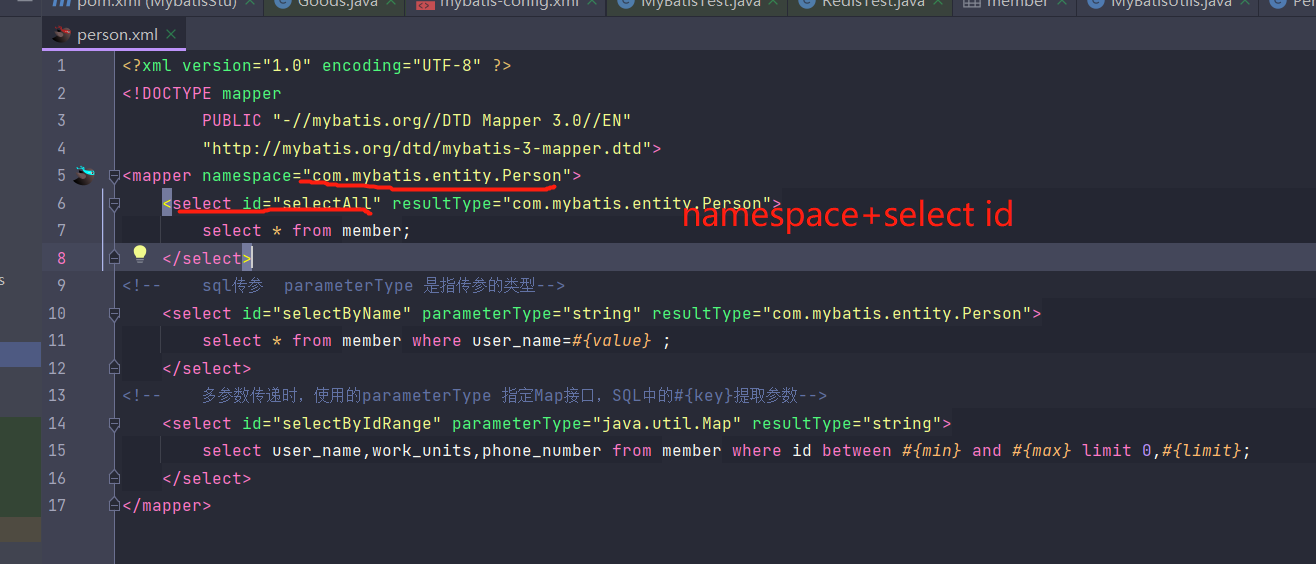 pom.xml (MybatisStu)
Goods.java
mybatis-config.xml
MyBatisTest.java
RedisTest.java
member
MyBatisUtils.java
person.xml
1 <?xml version="1.0" encoding="UTF-8" ?>
2 <!DOCTYPE mapper
3 PUBLIC "-//mybatis.org//DTD Mapper 3.0//EN"
4 "http://mybatis.org/dtd/mybatis-3-mapper.dtd">
5 <mapper namespace="com.mybatis.entity.Person">
6 <select id="selectAll" resultType="com.mybatis.entity.Person">
namespace+select id
7 select * from member;
8 </select>
9 <!-- sql传参 parameterType 是指传参的类型-->
10 <select id="selectByName" parameterType="string" resultType="com.mybatis.entity.Person">
11 select * from member where user_name=#{value} ;
12 </select>
13 <!-- 多参数传递时，使用的parameterType 指定Map接口，SQL中的#{key}提取参数-->
14 <select id="selectByIdRange" parameterType="java.util.Map" resultType="string">
15 select user_name,work_units,phone_number from member where id between #{min} and #{max} limit 0,#{limit};
16 </select>
17 </mapper>